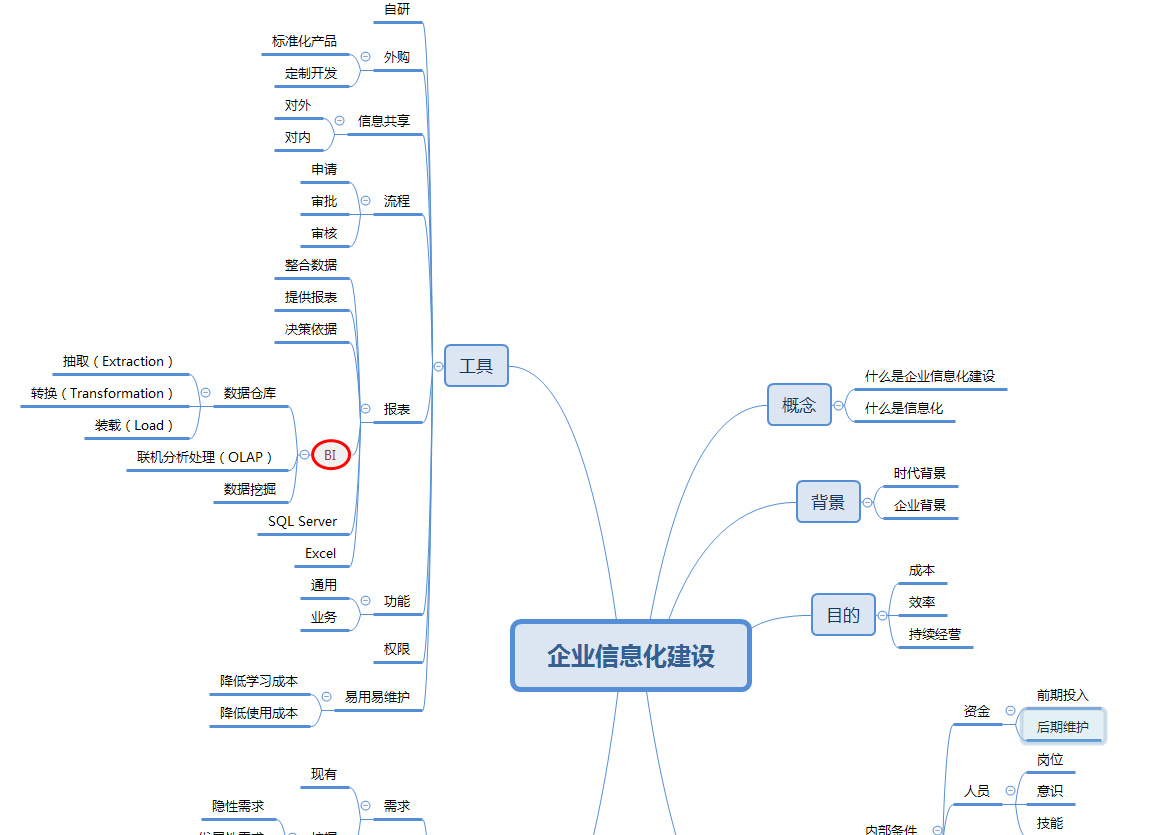 自研
标准化产品
外购
定制开发
对外
信息共享
对内
申请
审批
流程
审核
整合数据
提供报表
决策依据
抽取（Extraction ）
转换（Transformation ）
数据仓库
装载（Load ）
报表
联机分析处理（OLAP ）
BI
数据挖掘
SQL Server
Excel
通用
功能
业务
权限
降低学习成本
易用易维护
降低使用成本
现有
需求
隐性需求
工具
企业信息化建设
概念
什么是企业信息化建设
什么是信息化
背景
时代背景
企业背景
目的
成本
效率
持续经营
资金
前期投入
后期维护
人员
岗位
意识
技能
内部条件